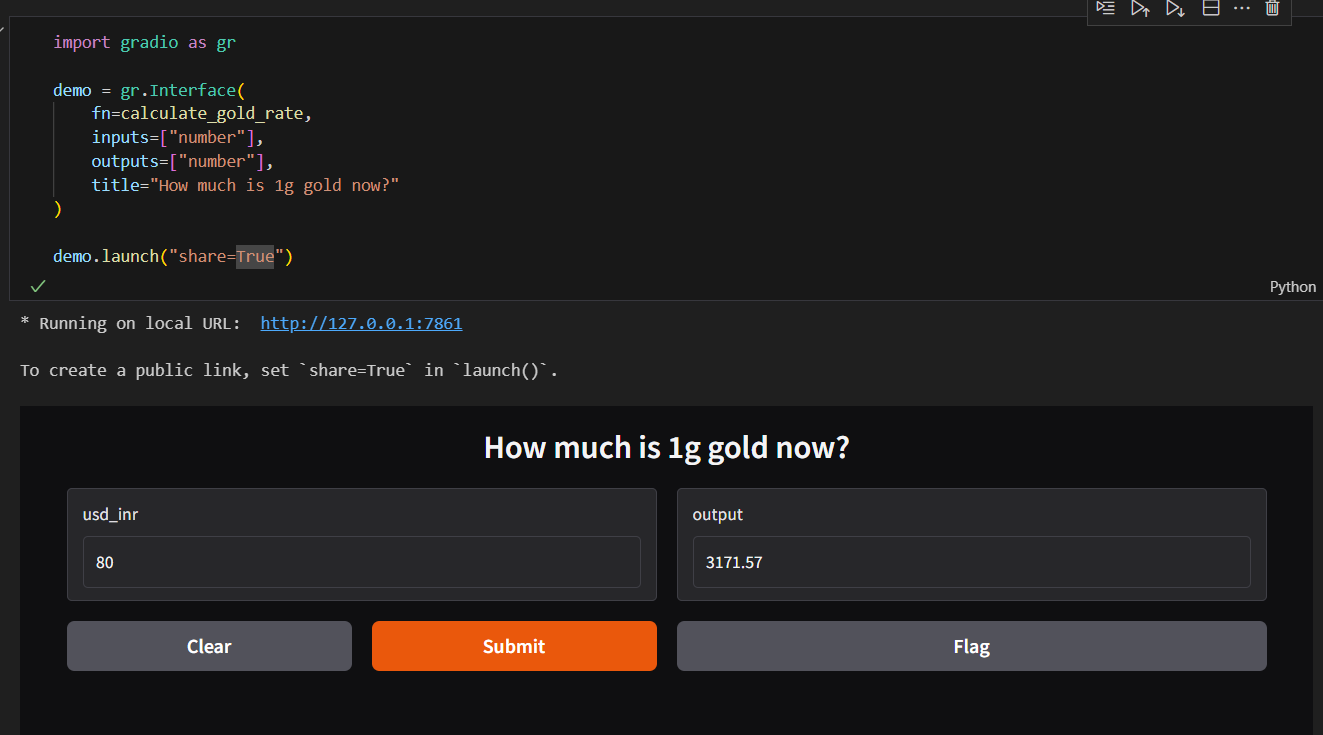 import gradio as gr
demo = gr.Interface(
    fn=calculate_gold_rate,
    inputs=["number"],
    outputs=["number"],
    title="How much is 1g gold now?"
)
demo.launch("share=True")
Python
* Running on local URL:  http://127.0.0.1:7861
To create a public link, set `share=True` in `launch()`.
How much is 1g gold now?
usd_inr
output
80
3171.57
Clear
Submit
Flag